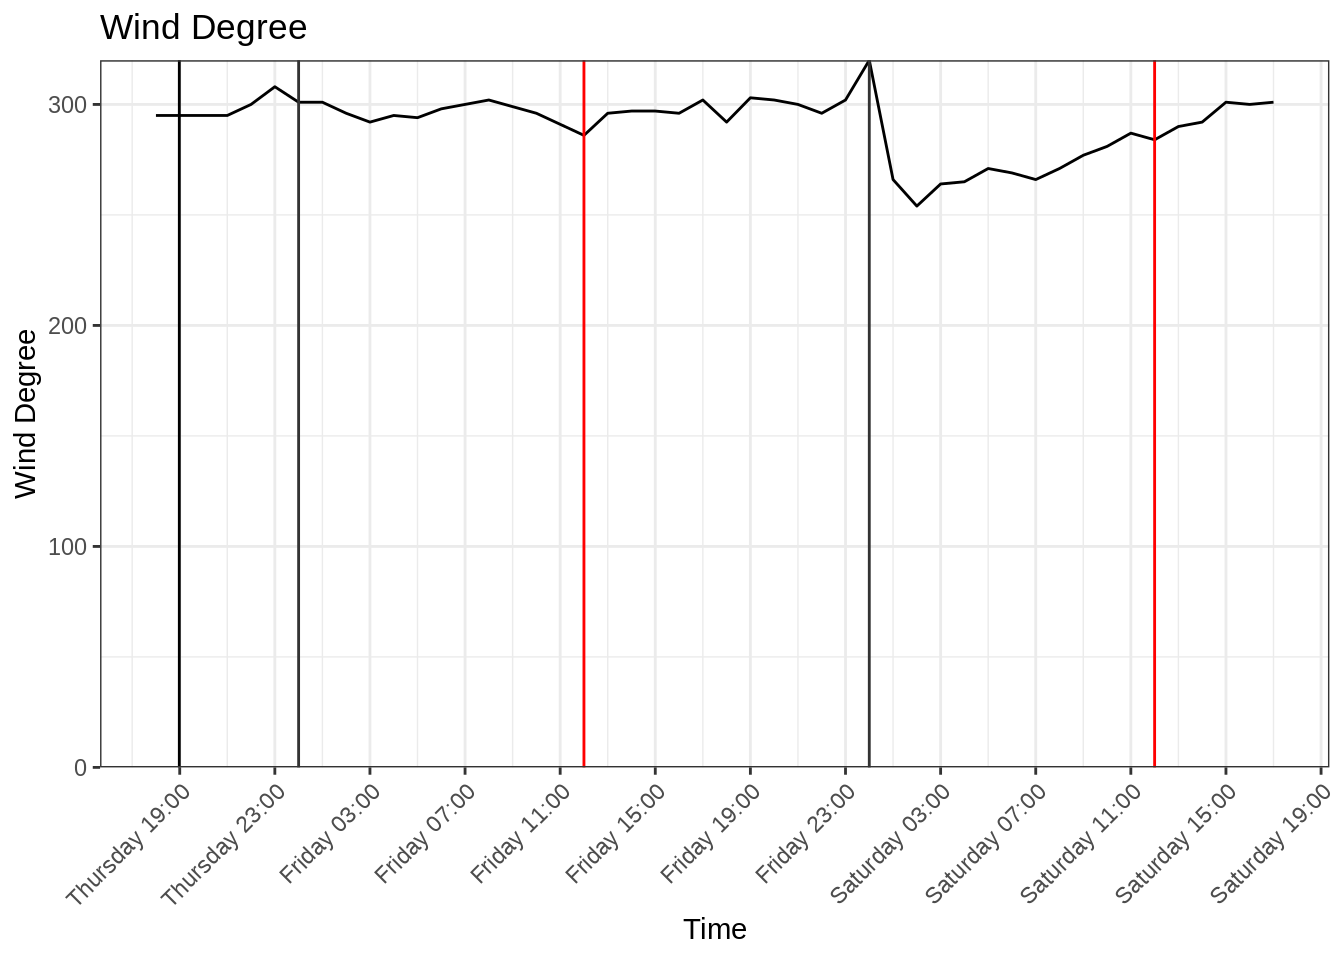 Wind Degree
Wind Degree
300
200
100
0
Thursday 19:00
Thursday 23:00
Friday 03:00
Friday 07:00
Friday 11:00
Friday 15:00
Friday 19:00
Friday 23:00
Saturday 03:00
Saturday 07:00
Saturday 11:00
Saturday 15:00
Saturday 19:00
Time